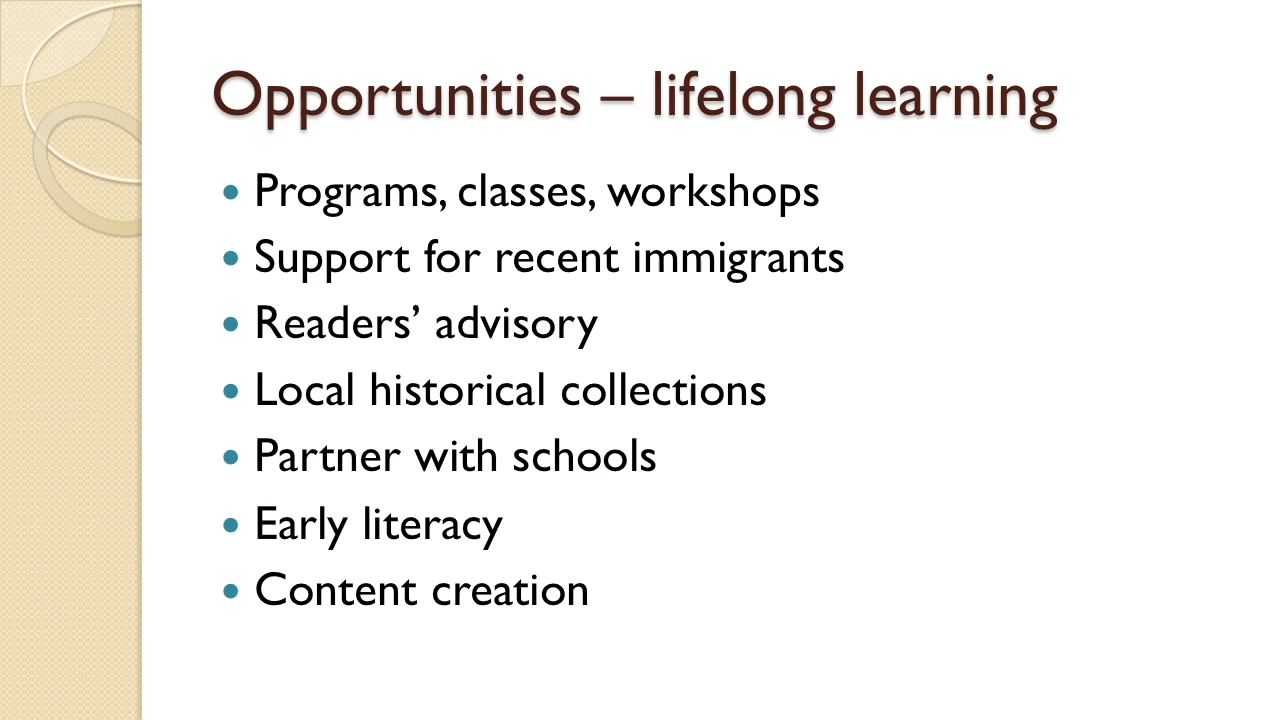 Opportunities – lifelong learning
• Programs, classes, workshops
• Support for recent immigrants
• Readers’ advisory
• Local historical collections
• Partner with schools
• Early literacy
• Content creation